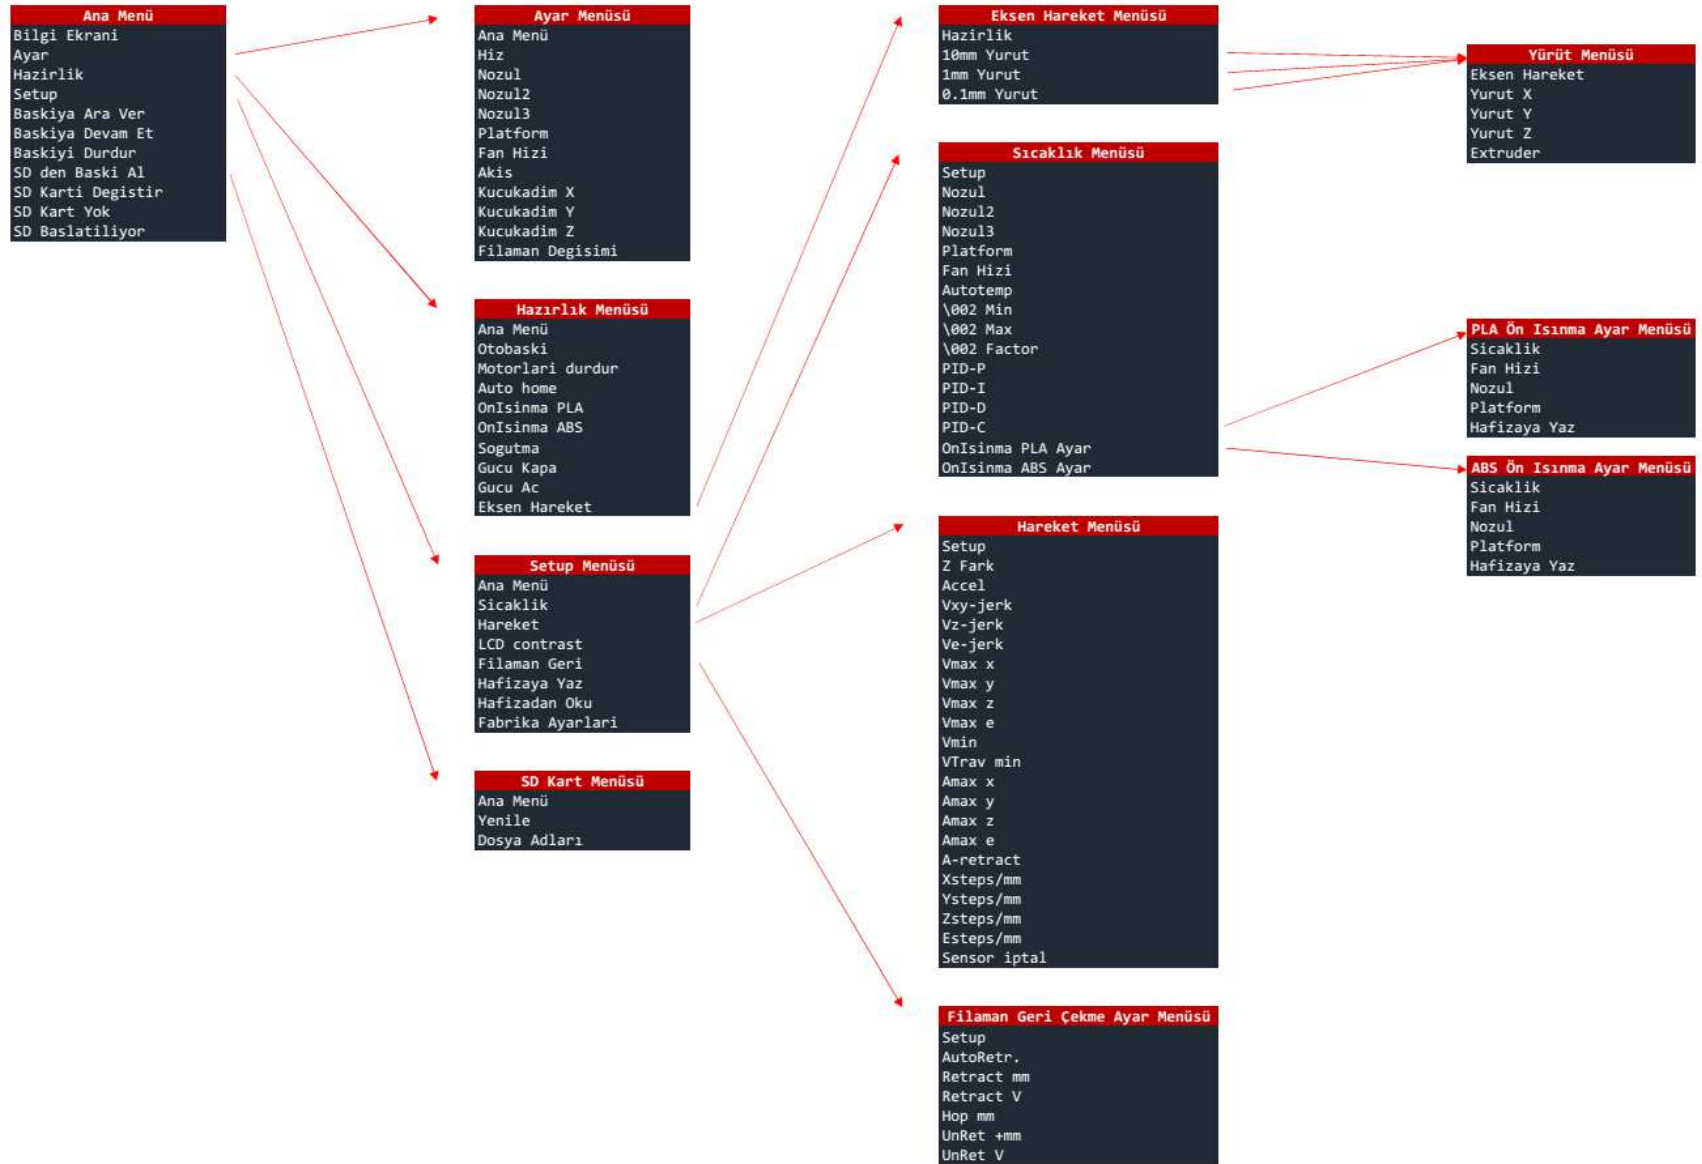 Ana Menü
Bilgi Ekrani
Ayar
Hazirlik
Setup
Baskiya Ara Ver
Baskiya Devam Et
Baskiyi Durdur
SD den Baski Al
SD Karti Degistir
SD Kart Yok
SD Baslatiliyor
Ayar Menüsü
Ana Menü
Hiz
Nozul
Nozul2
Nozul3
Platform
Fan Hizi
Akis
Kucukadim X
Kucukadim Y
Kucukadim Z
Filaman Degisimi
Hazırlık Menüsü
Ana Menü
Otobaski
Motorlari durdur
Auto home
OnIsinma PLA
OnIsinma ABS
Sogutma
Gucu Kapa
Gucu Ac
Eksen Hareket
Setup Menüsü
Ana Menü
Sicaklik
Hareket
LCD contrast
Filaman Geri
Hafizaya Yaz
Hafizadan Oku
Fabrika Ayarlari
SD Kart Menüsü
Ana Menü
Yenile
Dosya Adları
Eksen Hareket Menüsü
Hazirlik
10mm Yurut
1mm Yurut
0.1mm Yurut
Sıcaklık Menüsü
Setup
Nozul
Nozul2
Nozul3
Platform
Fan Hizi
Autotemp
\002 Min
\002 Max
\002 Factor
PID-P
PID-I
PID-D
PID-C
OnIsinma PLA Ayar
OnIsinma ABS Ayar
Hareket Menüsü
Setup
Z Fark
Accel
Vxy-jerk
Vz-jerk
Ve-jerk
Vmax x
Vmax y
Vmax z
Vmax e
Vmin
VTrav min
Amax x
Amax y
Amax z
Amax e
A-retract
Xsteps/mm
Ysteps/mm
Zsteps/mm
Esteps/mm
Sensor iptal
Filaman Geri Çekme Ayar Menüsü
Setup
AutoRetr.
Retract mm
Retract V
Hop mm
UnRet +mm
UnRet V
Yürüt Menüsü
Eksen Hareket
Yurut X
Yurut Y
Yurut Z
Extruder
PLA Ön Isınma Ayar Menüsü
Sicaklik
Fan Hizi
Nozul
Platform
Hafizaya Yaz
ABS Ön Isınma Ayar Menüsü
Sicaklik
Fan Hizi
Nozul
Platform
Hafizaya Yaz